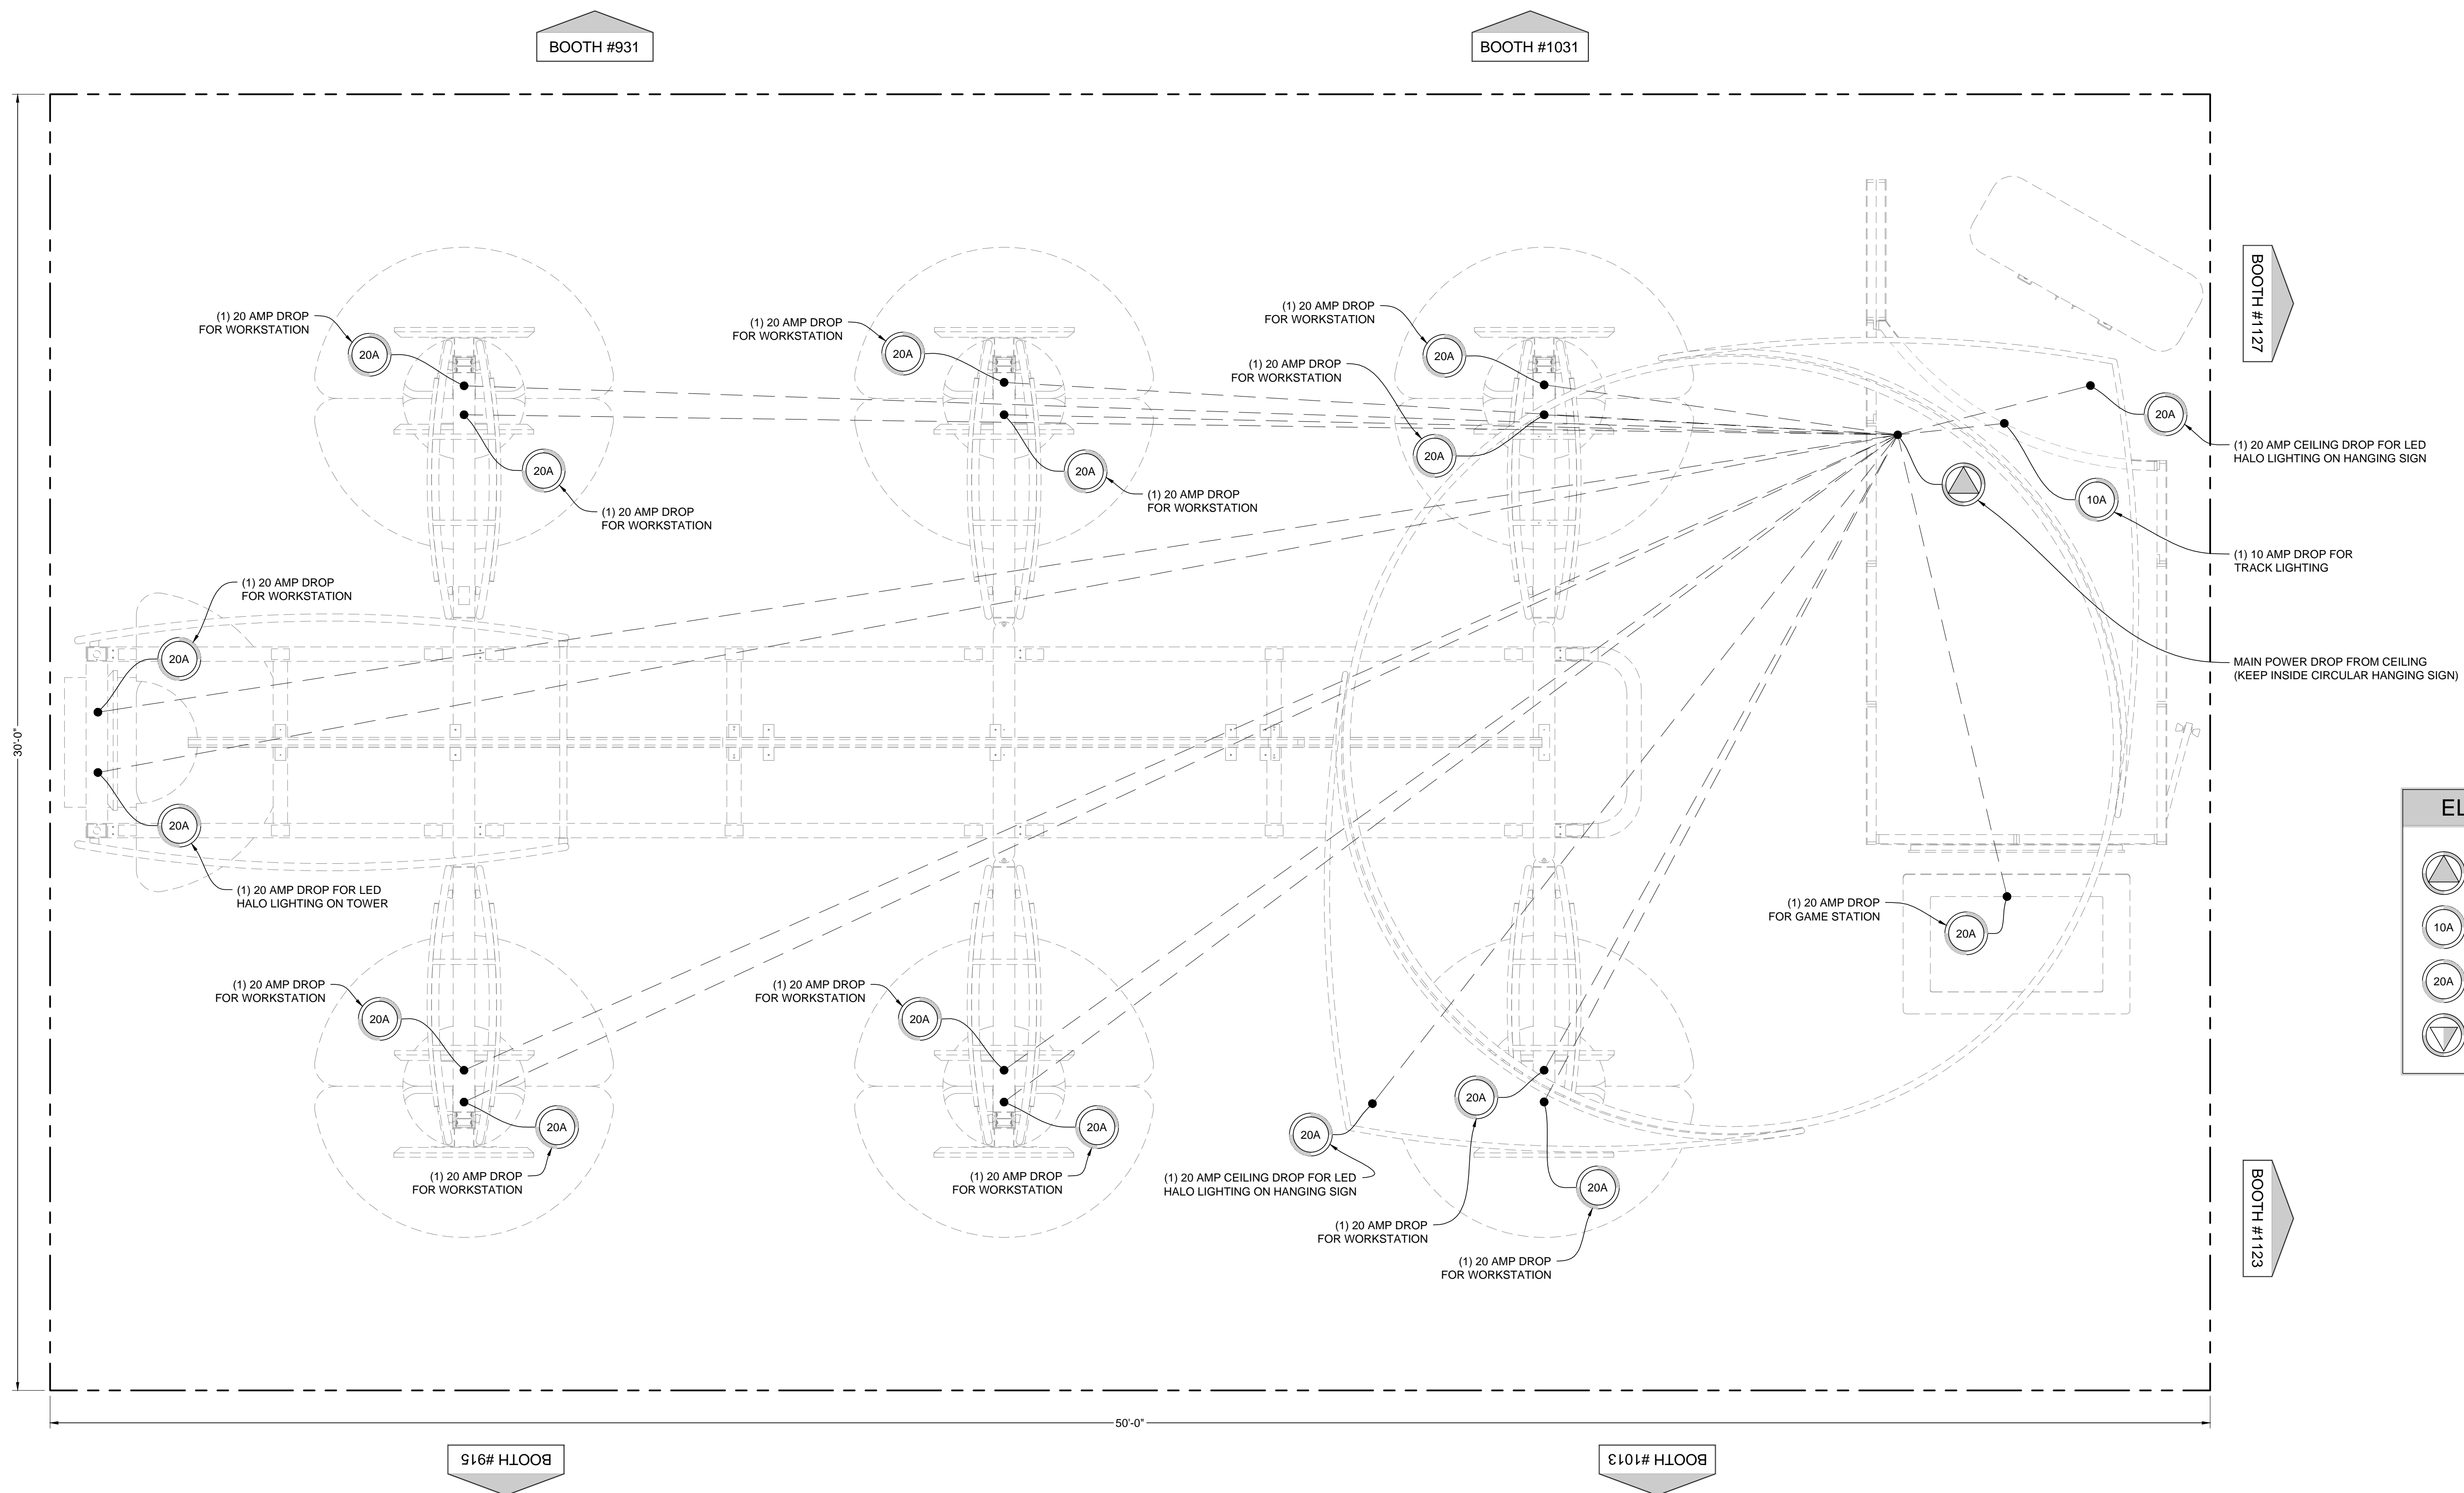 BOOTH #931
BOOTH #1031
30'-0"
(1) 20 AMP DROP
FOR WORKSTATION
20A
20A
(1) 20 AMP DROP
FOR WORKSTATION
(1) 20 AMP DROP
FOR WORKSTATION
20A
20A
(1) 20 AMP DROP
FOR WORKSTATION
(1) 20 AMP DROP
FOR WORKSTATION
20A
(1) 20 AMP DROP
FOR WORKSTATION
20A
BOOTH #1127
20A
(1) 20 AMP CEILING DROP FOR LED
HALO LIGHTING ON HANGING SIGN
10A
(1) 10 AMP DROP FOR
TRACK LIGHTING
MAIN POWER DROP FROM CEILING
(KEEP INSIDE CIRCULAR HANGING SIGN)
(1) 20 AMP DROP
FOR WORKSTATION
20A
20A
(1) 20 AMP DROP FOR LED
HALO LIGHTING ON TOWER
(1) 20 AMP DROP
FOR GAME STATION
20A
EL
10A
20A
(1) 20 AMP DROP
FOR WORKSTATION
20A
20A
(1) 20 AMP DROP
FOR WORKSTATION
(1) 20 AMP DROP
FOR WORKSTATION
20A
20A
(1) 20 AMP DROP
FOR WORKSTATION
20A
(1) 20 AMP CEILING DROP FOR LED
HALO LIGHTING ON HANGING SIGN
20A
(1) 20 AMP DROP
FOR WORKSTATION
20A
(1) 20 AMP DROP
FOR WORKSTATION
BOOTH #1123
50'-0"
BOOTH #915
BOOTH #1013